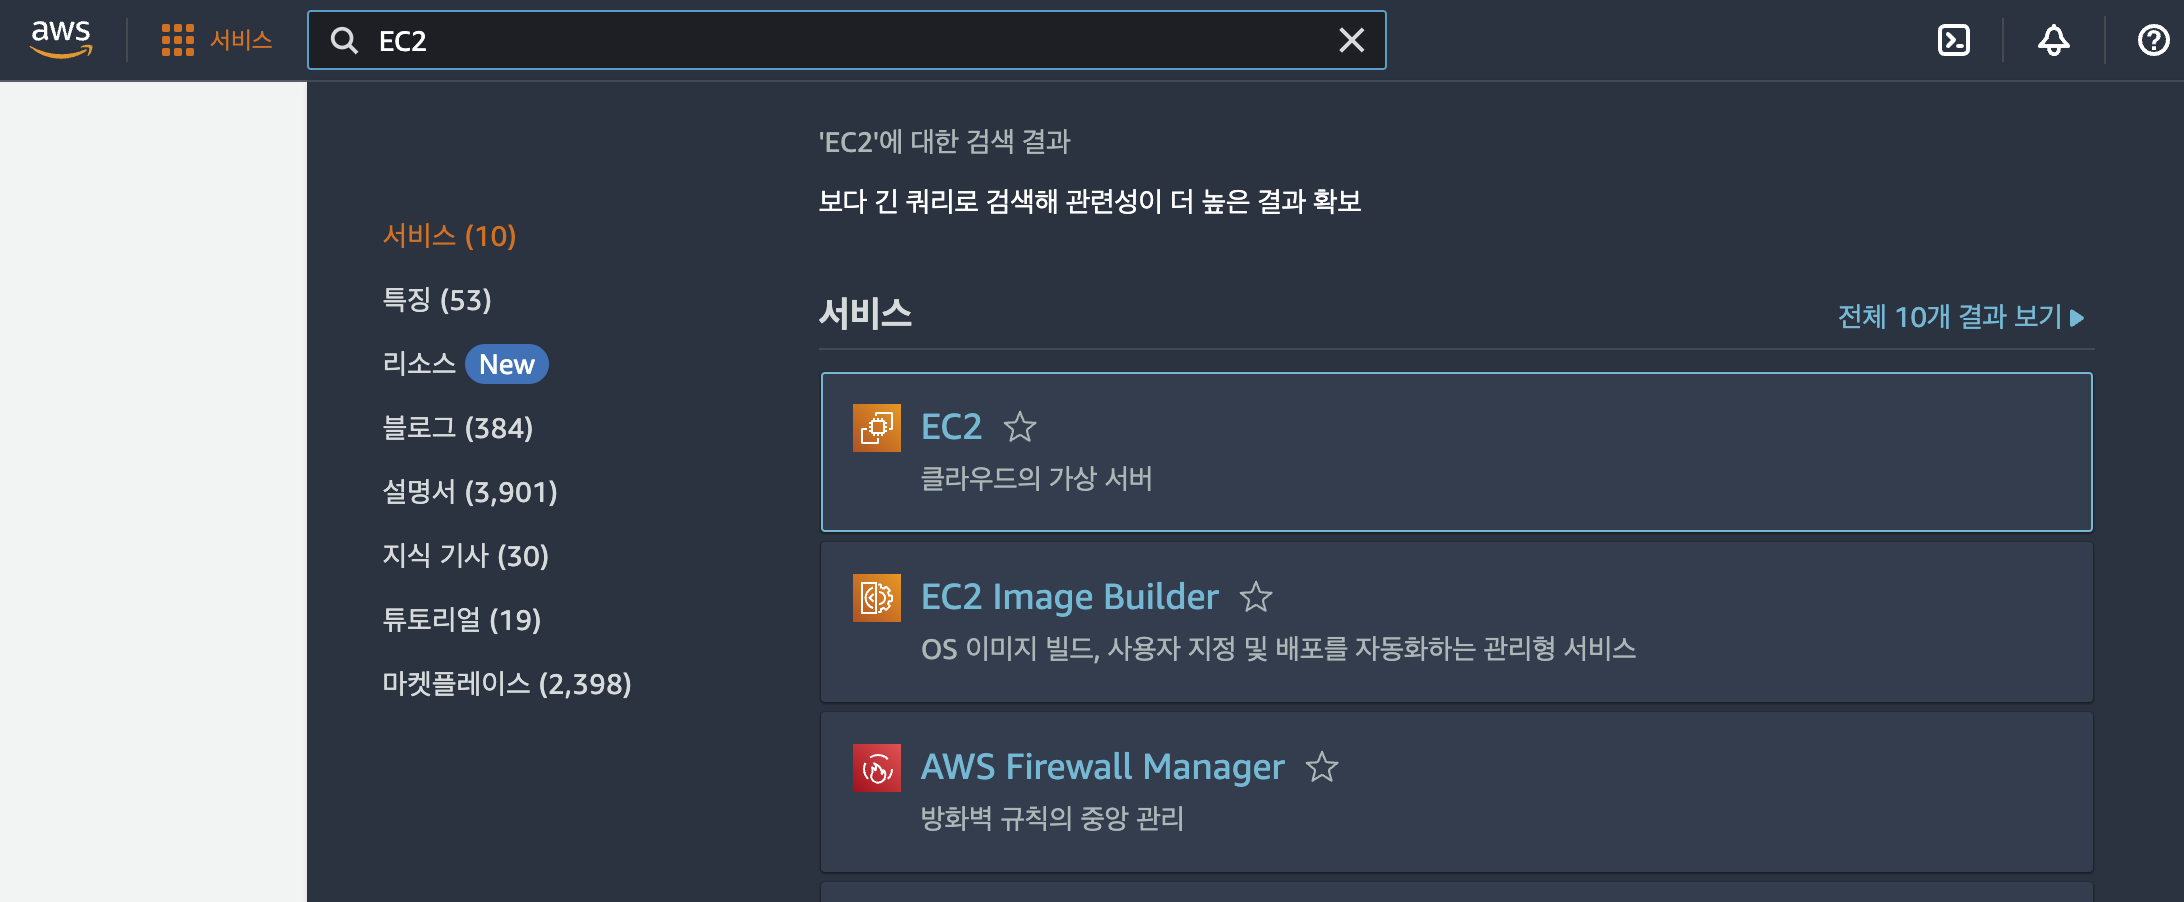 aws
서비스
EC2
'EC2'에 대한 검색 결과
보다 긴 쿼리로 검색해 관련성이 더 높은 결과 확보
서비스 (10)
특징 (53)
리소스 New
블로그 (384)
설명서 (3,901)
지식 기사 (30)
튜토리얼 (19)
마켓플레이스 (2,398)
서비스
전체 10개 결과 보기
EC2
클라우드의 가상 서버
EC2 Image Builder
OS 이미지 빌드, 사용자 지정 및 배포를 자동화하는 관리형 서비스
AWS Firewall Manager
방화벽 규칙의 중앙 관리